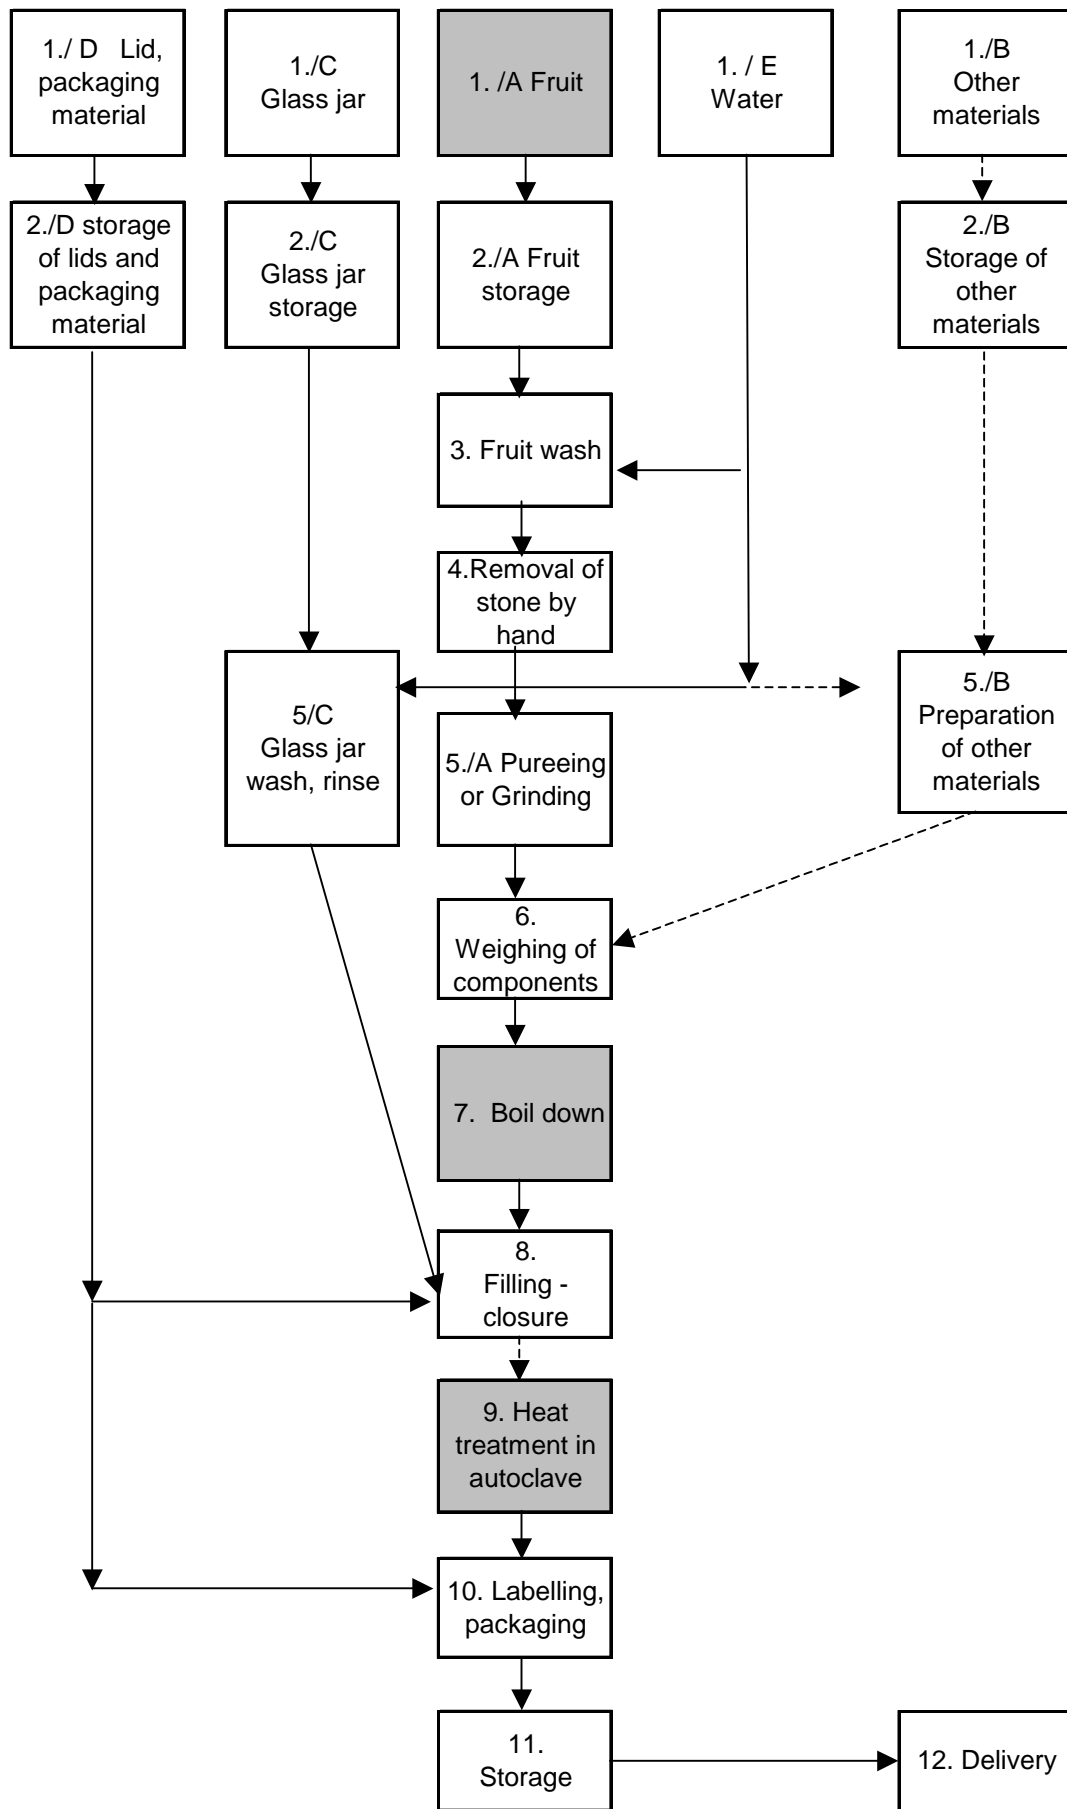 1./ D Lid,
packaging
material
1./C
Glass jar
1. /A Fruit
1. / E
Water
1./B
Other
materials
2./D storage
of lids and
packaging
material
2./C
Glass jar
storage
2./A Fruit
storage
2./B
Storage of
other
materials
3. Fruit wash
4.Removal of
stone by
hand
5/C
Glass jar
wash, rinse
5./A Pureeing
or Grinding
5./B
Preparation
of other
materials
6.
Weighing of
components
7. Boil down
8.
Filling -
closure
9. Heat
treatment in
autoclave
10. Labelling,
packaging
11.
Storage
12. Delivery